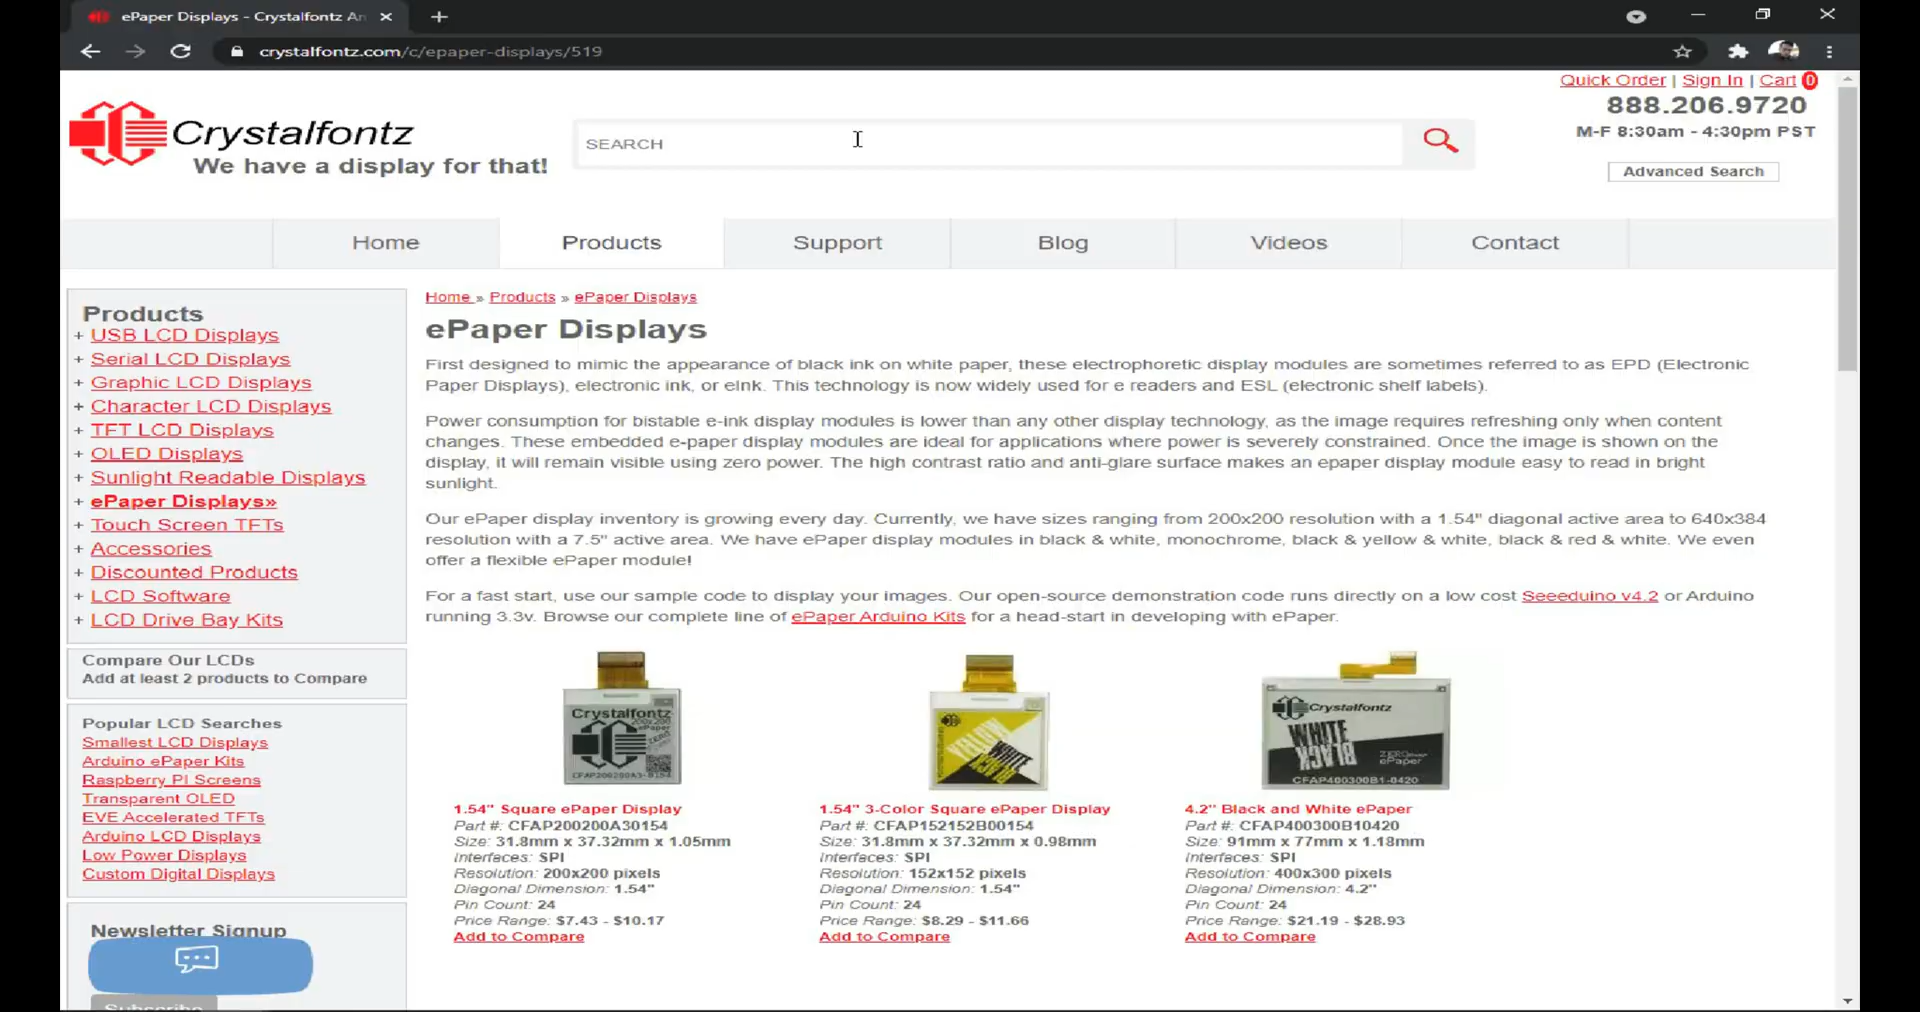 ePaper Displays - Crystalfontz Am
crystalfontz.com/c/epaper-displays/519
Quick Order | Sign In | Cart 0
888.206.9720
M-F 8:30am - 4:30pm PST
Advanced Search
Crystalfontz
We have a display for that!
SEARCH
Home
Products
Support
Blog
Videos
Contact
Products
+ USB LCD Displays
+ Serial LCD Displays
+ Graphic LCD Displays
+ Character LCD Displays
+ TFT LCD Displays
+ OLED Displays
+ Sunlight Readable Displays
+ ePaper Displays»
+ Touch Screen TFTs
+ Accessories
+ Discounted Products
+ LCD Software
+ LCD Drive Bay Kits
Compare Our LCDs
Add at least 2 products to Compare
Popular LCD Searches
Smallest LCD Displays
Arduino ePaper Kits
Raspberry PI Screens
Transparent OLED
EVE Accelerated TFTs
Arduino LCD Displays
Low Power Displays
Custom Digital Displays
Newsletter Signup
Subscribe
Home » Products » ePaper Displays
ePaper Displays
First designed to mimic the appearance of black ink on white paper, these electrophoretic display modules are sometimes referred to as EPD (Electronic
Paper Displays), electronic ink, or eInk. This technology is now widely used for e readers and ESL (electronic shelf labels).
Power consumption for bistable e-ink display modules is lower than any other display technology, as the image requires refreshing only when content
changes. These embedded e-paper display modules are ideal for applications where power is severely constrained. Once the image is shown on the
display, it will remain visible using zero power. The high contrast ratio and anti-glare surface makes an epaper display module easy to read in bright
sunlight.
Our ePaper display inventory is growing every day. Currently, we have sizes ranging from 200x200 resolution with a 1.54" diagonal active area to 640x384
resolution with a 7.5" active area. We have ePaper display modules in black & white, monochrome, black & yellow & white, black & red & white. We even
offer a flexible ePaper module!
For a fast start, use our sample code to display your images. Our open-source demonstration code runs directly on a low cost Seeeduino v4.2 or Arduino
running 3.3v. Browse our complete line of ePaper Arduino Kits for a head-start in developing with ePaper.
Crystalfontz
200x200
ePaper
ZERO
CFAP200200A3-0154
YELLOW
WHITE
BLACK
Crystalfontz
WHITE
BLACK
ZERO
ePaper
CFAP400300B1-0420
1.54" Square ePaper Display
Part #: CFAP200200A30154
Size: 31.8mm x 37.32mm x 1.05mm
Interfaces: SPI
Resolution: 200x200 pixels
Diagonal Dimension: 1.54"
Pin Count: 24
Price Range: $7.43 - $10.17
Add to Compare
1.54" 3-Color Square ePaper Display
Part #: CFAP152152B00154
Size: 31.8mm x 37.32mm x 0.98mm
Interfaces: SPI
Resolution: 152x152 pixels
Diagonal Dimension: 1.54"
Pin Count: 24
Price Range: $8.29 - $11.66
Add to Compare
4.2" Black and White ePaper
Part #: CFAP400300B10420
Size: 91mm x 77mm x 1.18mm
Interfaces: SPI
Resolution: 400x300 pixels
Diagonal Dimension: 4.2"
Pin Count: 24
Price Range: $21.19 - $28.93
Add to Compare